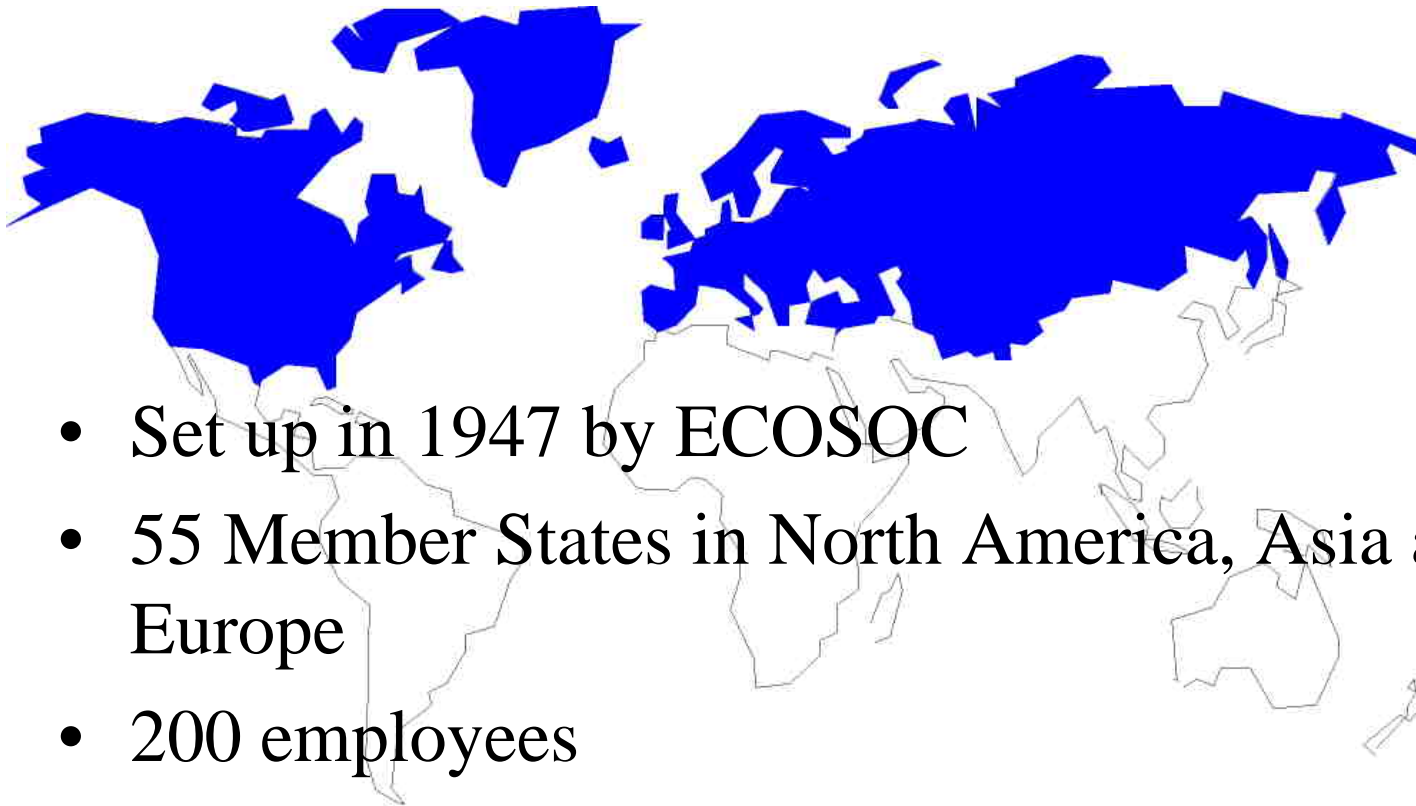 • Set up in 1947 by ECOSOC
• 55 Member States in North America, Asia
Europe
• 200 employees